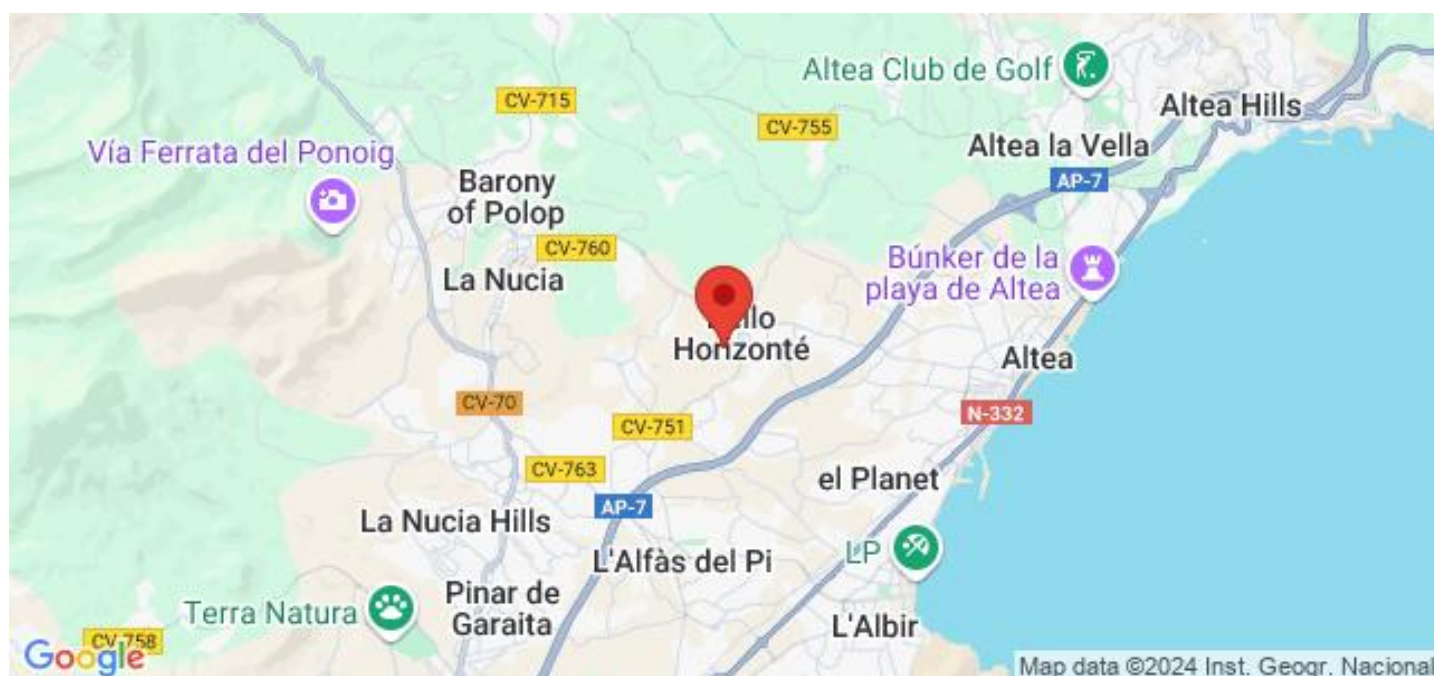 Altea Club de Golf
CV-715
Altea Hills
CV-755
Vía Ferrata del Ponoig
Altea la Vella
AP-7
Barony
of Polop
CV-760
Búnker de la
playa de Altea
La Nucia
Horizonté
Altea
CV-70
N-332
CV-751
CV-763
el Planet
AP-7
La Nucia Hills
LP
L'Alfàs del Pi
Pinar de
Garaita
Terra Natura
L'Albir
CV-758
Google
Map data ©2024 Inst. Geogr. Nacional